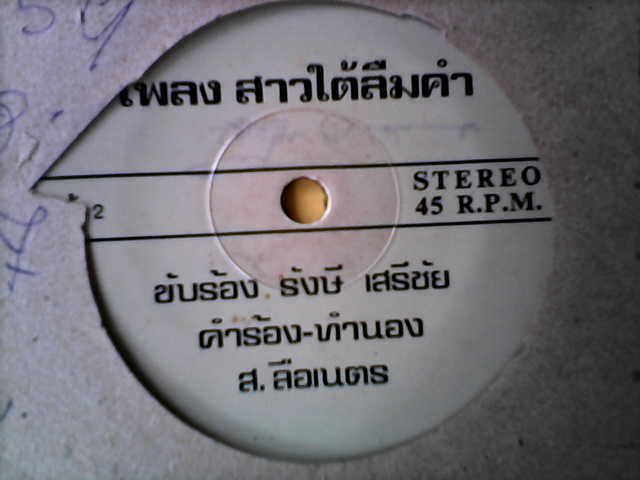 เพลง สาวใต้ลืมคำ
STEREO
2
45 R.P.M.
ขับร้อง รังษี เสรีชัย
คำร้อง-ทำนอง
ส. ลือเนตร